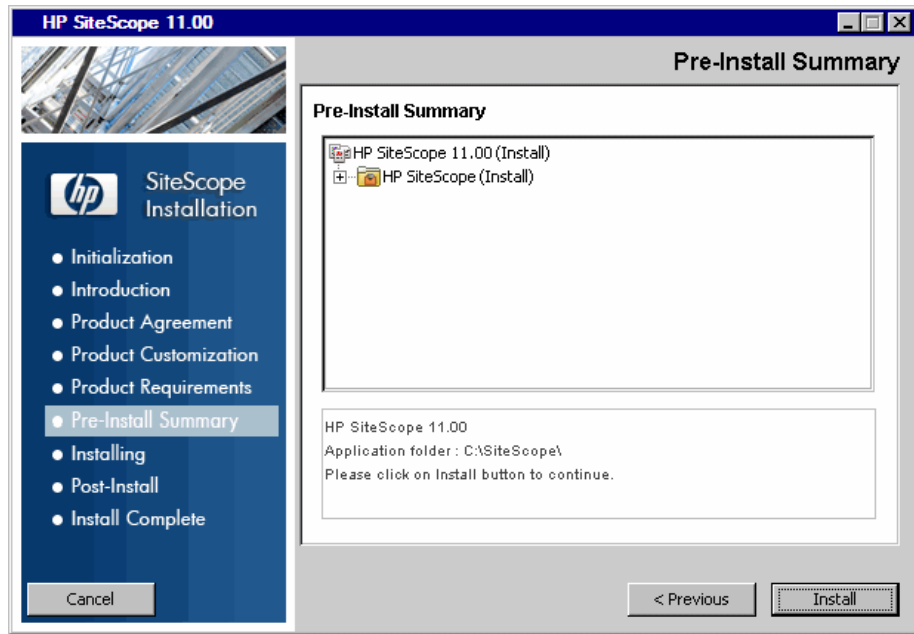 HP SiteScope 11.00
Pre-Install Summary
hp
SiteScope
Installation
Initialization
Introduction
Product Agreement
Product Customization
Product Requirements
Pre-Install Summary
Installing
Post-Install
Install Complete
Cancel
Pre-Install Summary
HP SiteScope 11.00 (Install)
HP SiteScope (Install)
HP SiteScope 11.00
Application folder : C:\SiteScope\
Please click on Install button to continue.
< Previous
Install